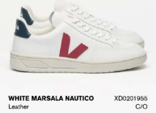 WHITE MARSALA NAUTICO XD0201955
Leather C/O